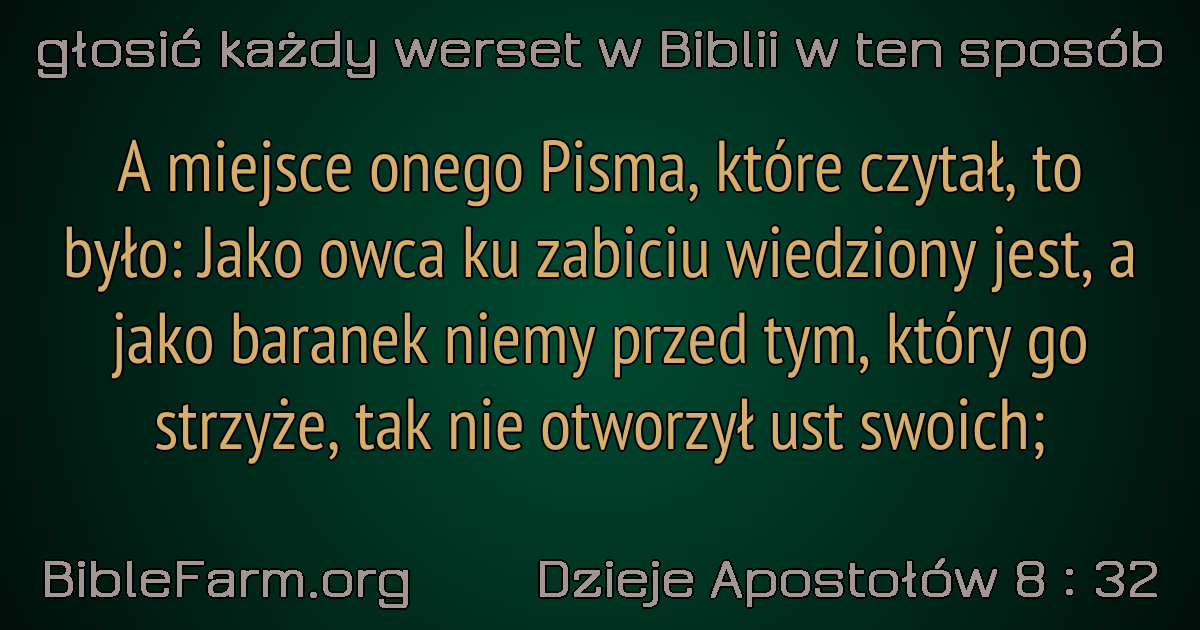 głosić każdy werset w Biblii w ten sposób
A miejsce onego Pisma, które czytał, to
było: Jako owca ku zabiciu wiedziony jest, a
jako baranek niemy przed tym, który go
strzyże, tak nie otworzył ust swoich;
BibleFarm.org
Dzieje Apostołów 8 : 32